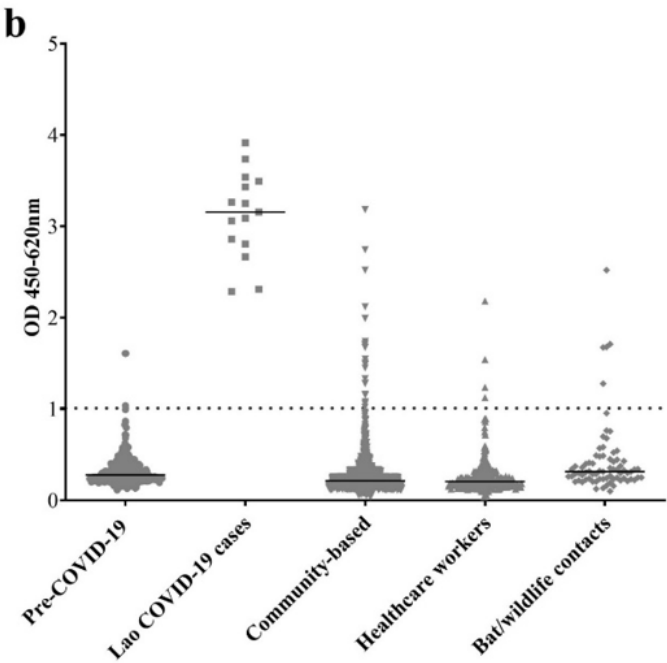 b
OD 450-620nm
5
4
3
2
1
0
Pre-COVID-19
Lao COVID-19 cases
Community-based
Healthcare workers
Bat/wildlife contacts